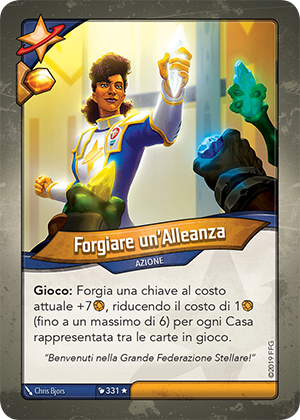 Forgiare un'Alleanza
AZIONE
Gioco: Forgia una chiave al costo
attuale +7, riducendo il costo di 1
(fino a un massimo di 6) per ogni Casa
rappresentata tra le carte in gioco.
"Benvenuti nella Grande Federazione Stellare!"
©2019 FFG
Chris Bjors
331